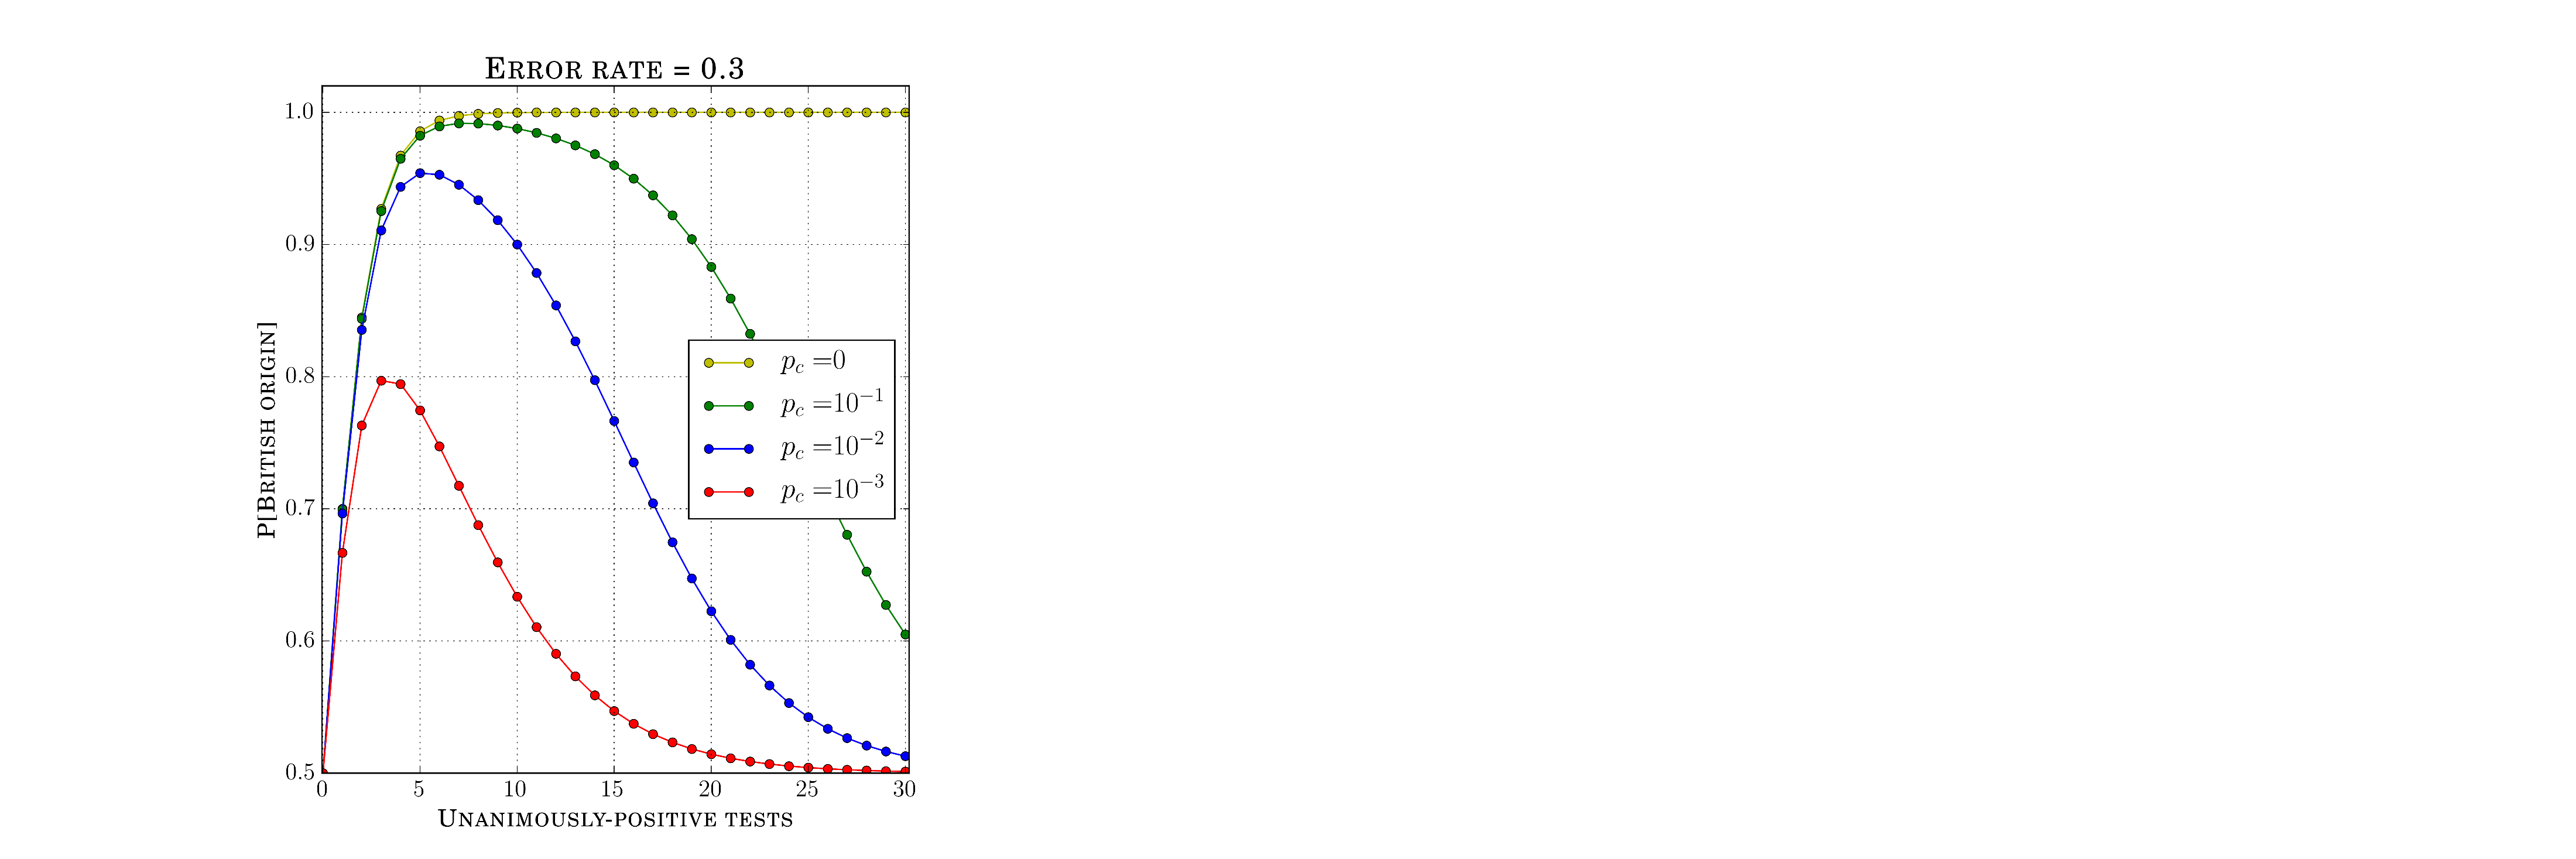 ERROR RATE = 0.3
1.0
0.9
0.8
0.7
0.6
0.5
P[BRITISH ORIGIN]
p_c =0
p_c =10⁻¹
p_c =10⁻²
p_c =10⁻³
0 5 10 15 20 25 30
UNANIMOUSLY-POSITIVE TESTS